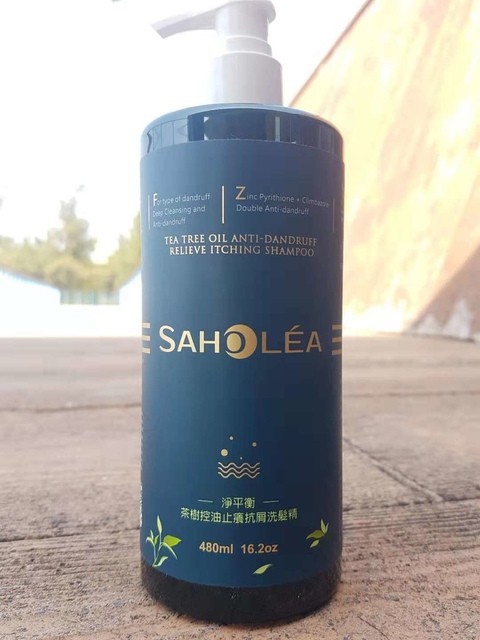 For type of dandruff
Deep Cleansing and
Anti-dandruff
Zinc Pyrithione + Climbazole
Double Anti-dandruff
TEA TREE OIL ANTI-DANDRUFF
RELIEVE ITCHING SHAMPOO
SAHOLÉA
淨平衡
茶樹控油止癢抗屑洗髮精
480ml 16.2oz